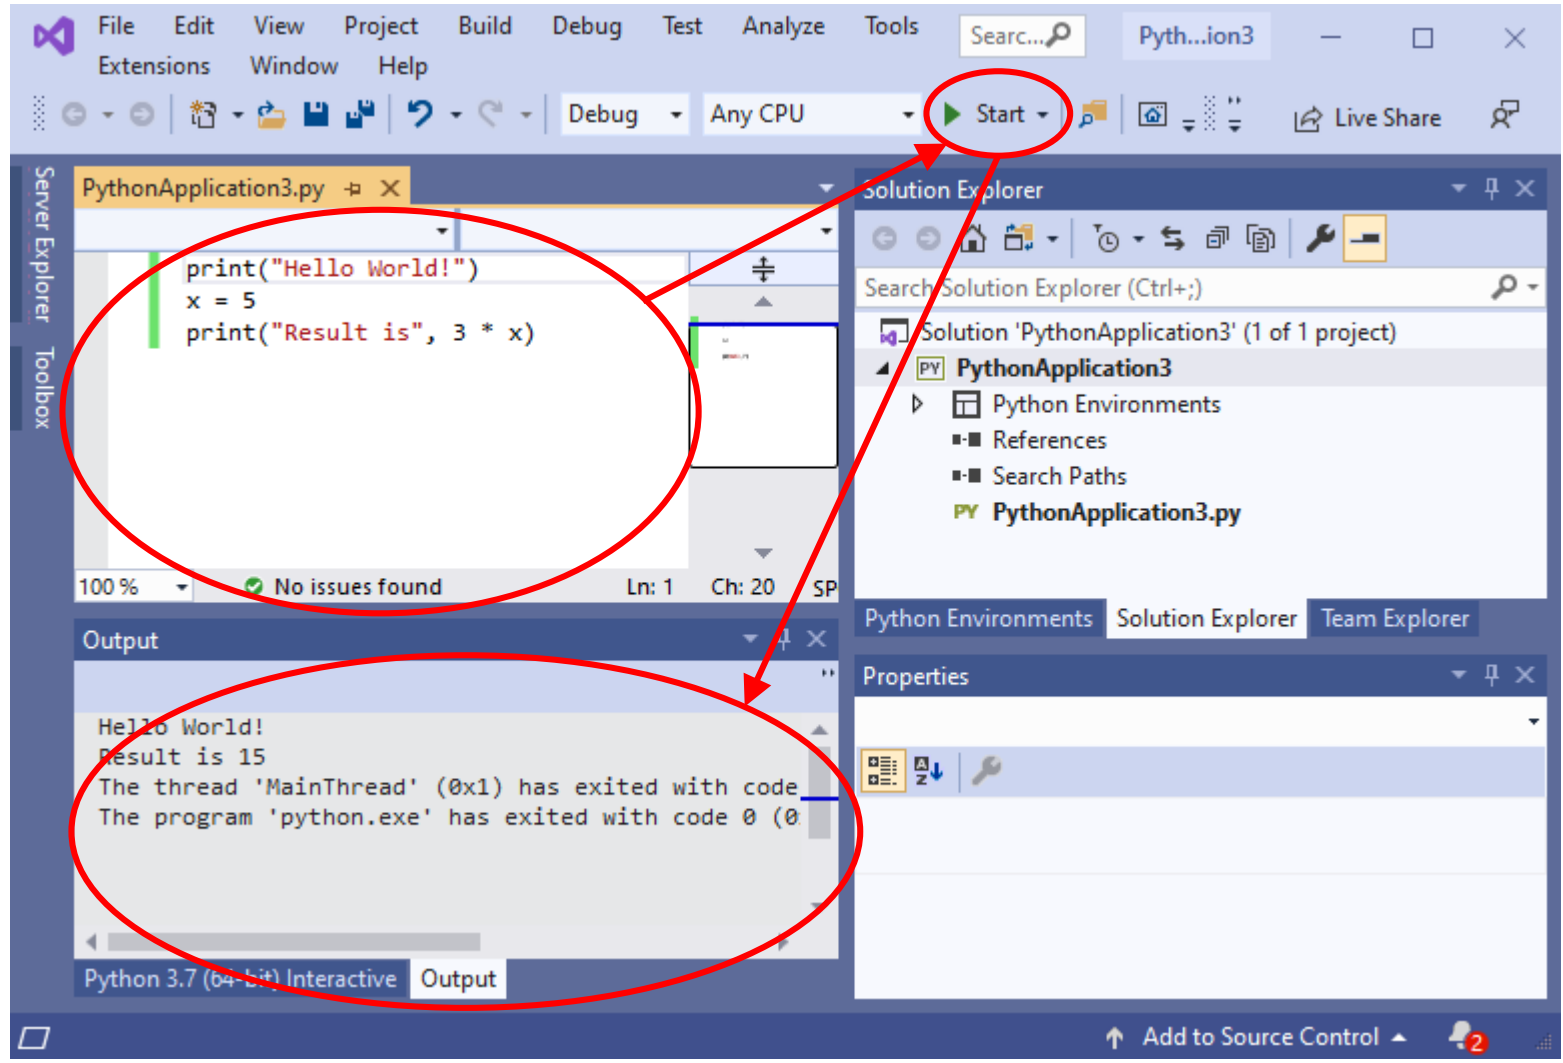 File Edit View Project Build Debug Test Analyze Tools Searc... Pyth...ion3
Extensions Window Help
Debug Any CPU Start Live Share
Server Explorer
Toolbox
PythonApplication3.py
print("Hello World!")
x = 5
print("Result is", 3 * x)
100 % No issues found Ln: 1 Ch: 20 SP
Output
Hello World!
Result is 15
The thread 'MainThread' (0x1) has exited with code
The program 'python.exe' has exited with code 0 (0
Python 3.7 (64-bit) Interactive Output
Solution Explorer
Search Solution Explorer (Ctrl+;)
Solution 'PythonApplication3' (1 of 1 project)
PY PythonApplication3
Python Environments
References
Search Paths
PY PythonApplication3.py
Python Environments Solution Explorer Team Explorer
Properties
AZ
Add to Source Control 2